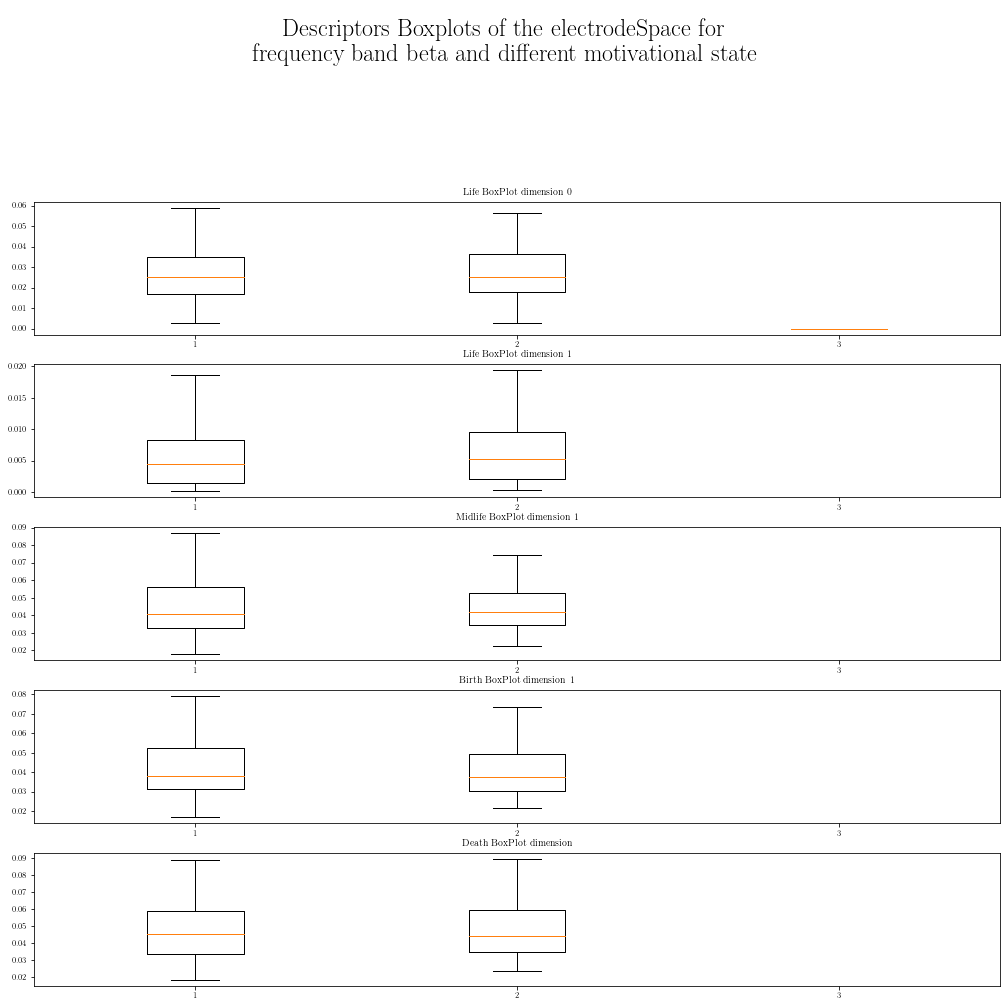 Descriptors Boxplots of the electrodeSpace for
frequency band beta and different motivational state
Life BoxPlot dimension 0
0.06
0.05
0.04
0.03
0.02
0.01
0.00
1 2 3
Life BoxPlot dimension 1
0.020
0.015
0.010
0.005
0.000
1 2 3
Midlife BoxPlot dimension 1
0.09
0.08
0.07
0.06
0.05
0.04
0.03
0.02
1 2 3
Birth BoxPlot dimension 1
0.08
0.07
0.06
0.05
0.04
0.03
0.02
1 2 3
Death BoxPlot dimension
0.09
0.08
0.07
0.06
0.05
0.04
0.03
0.02
1 2 3